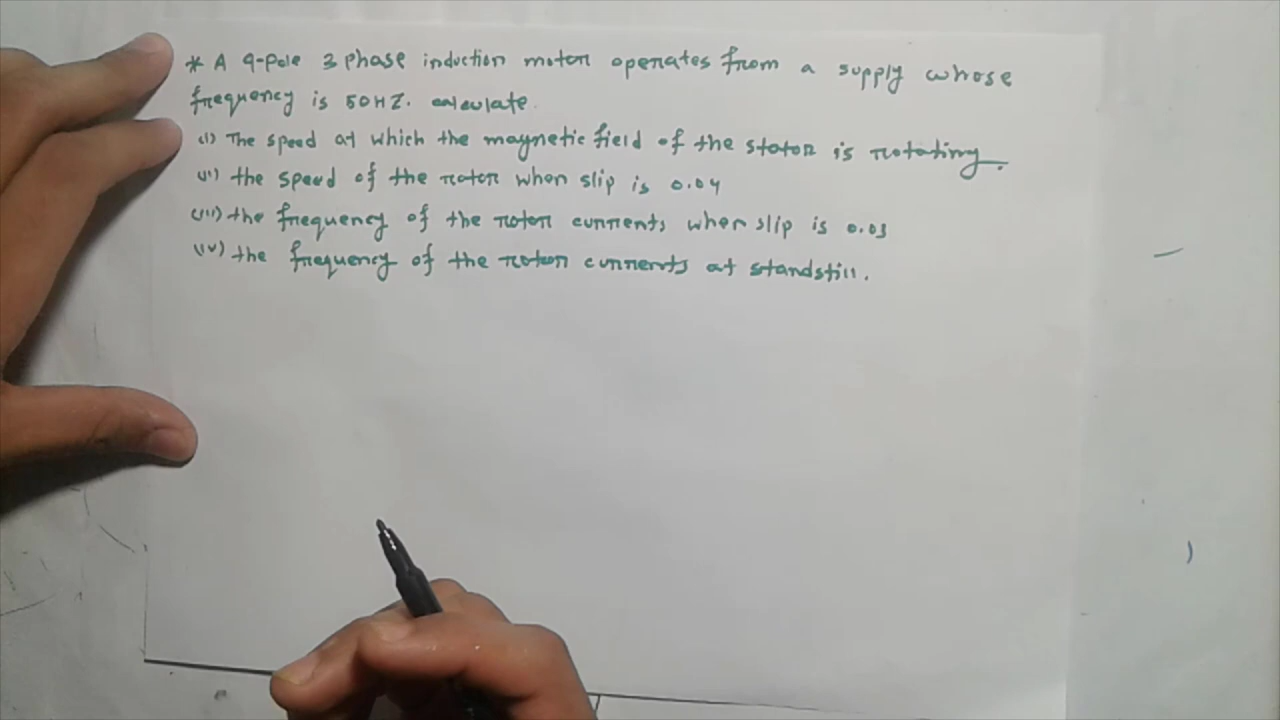 * A 4-pole 3 phase induction motor operates from a supply whose
frequency is 50HZ. calculate
(i) The speed at which the magnetic field of the stator is rotating.
(ii) the speed of the rotor when slip is 0.04
(iii) the frequency of the rotor currents when slip is 0.03
(iv) the frequency of the rotor currents at standstill.